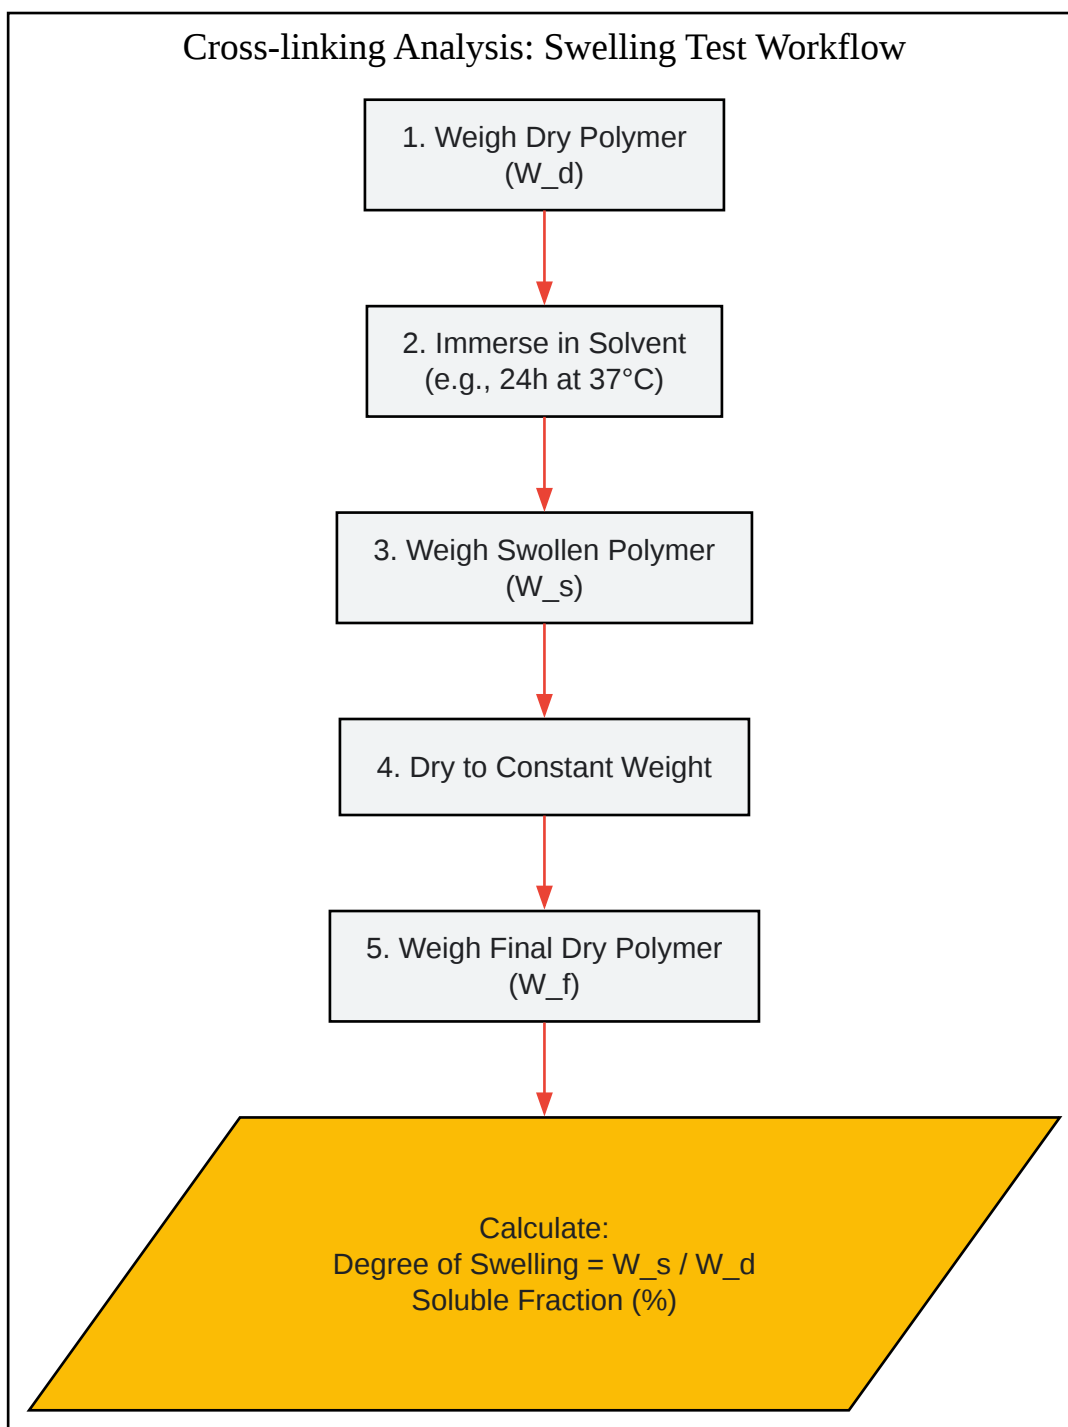 Cross-linking Analysis: Swelling Test Workflow
1. Weigh Dry Polymer
(W_d)
2. Immerse in Solvent
(e.g., 24h at 37°C)
3. Weigh Swollen Polymer
(W_s)
4. Dry to Constant Weight
5. Weigh Final Dry Polymer
(W_f)
Calculate:
Degree of Swelling = W_s / W_d
Soluble Fraction (%)